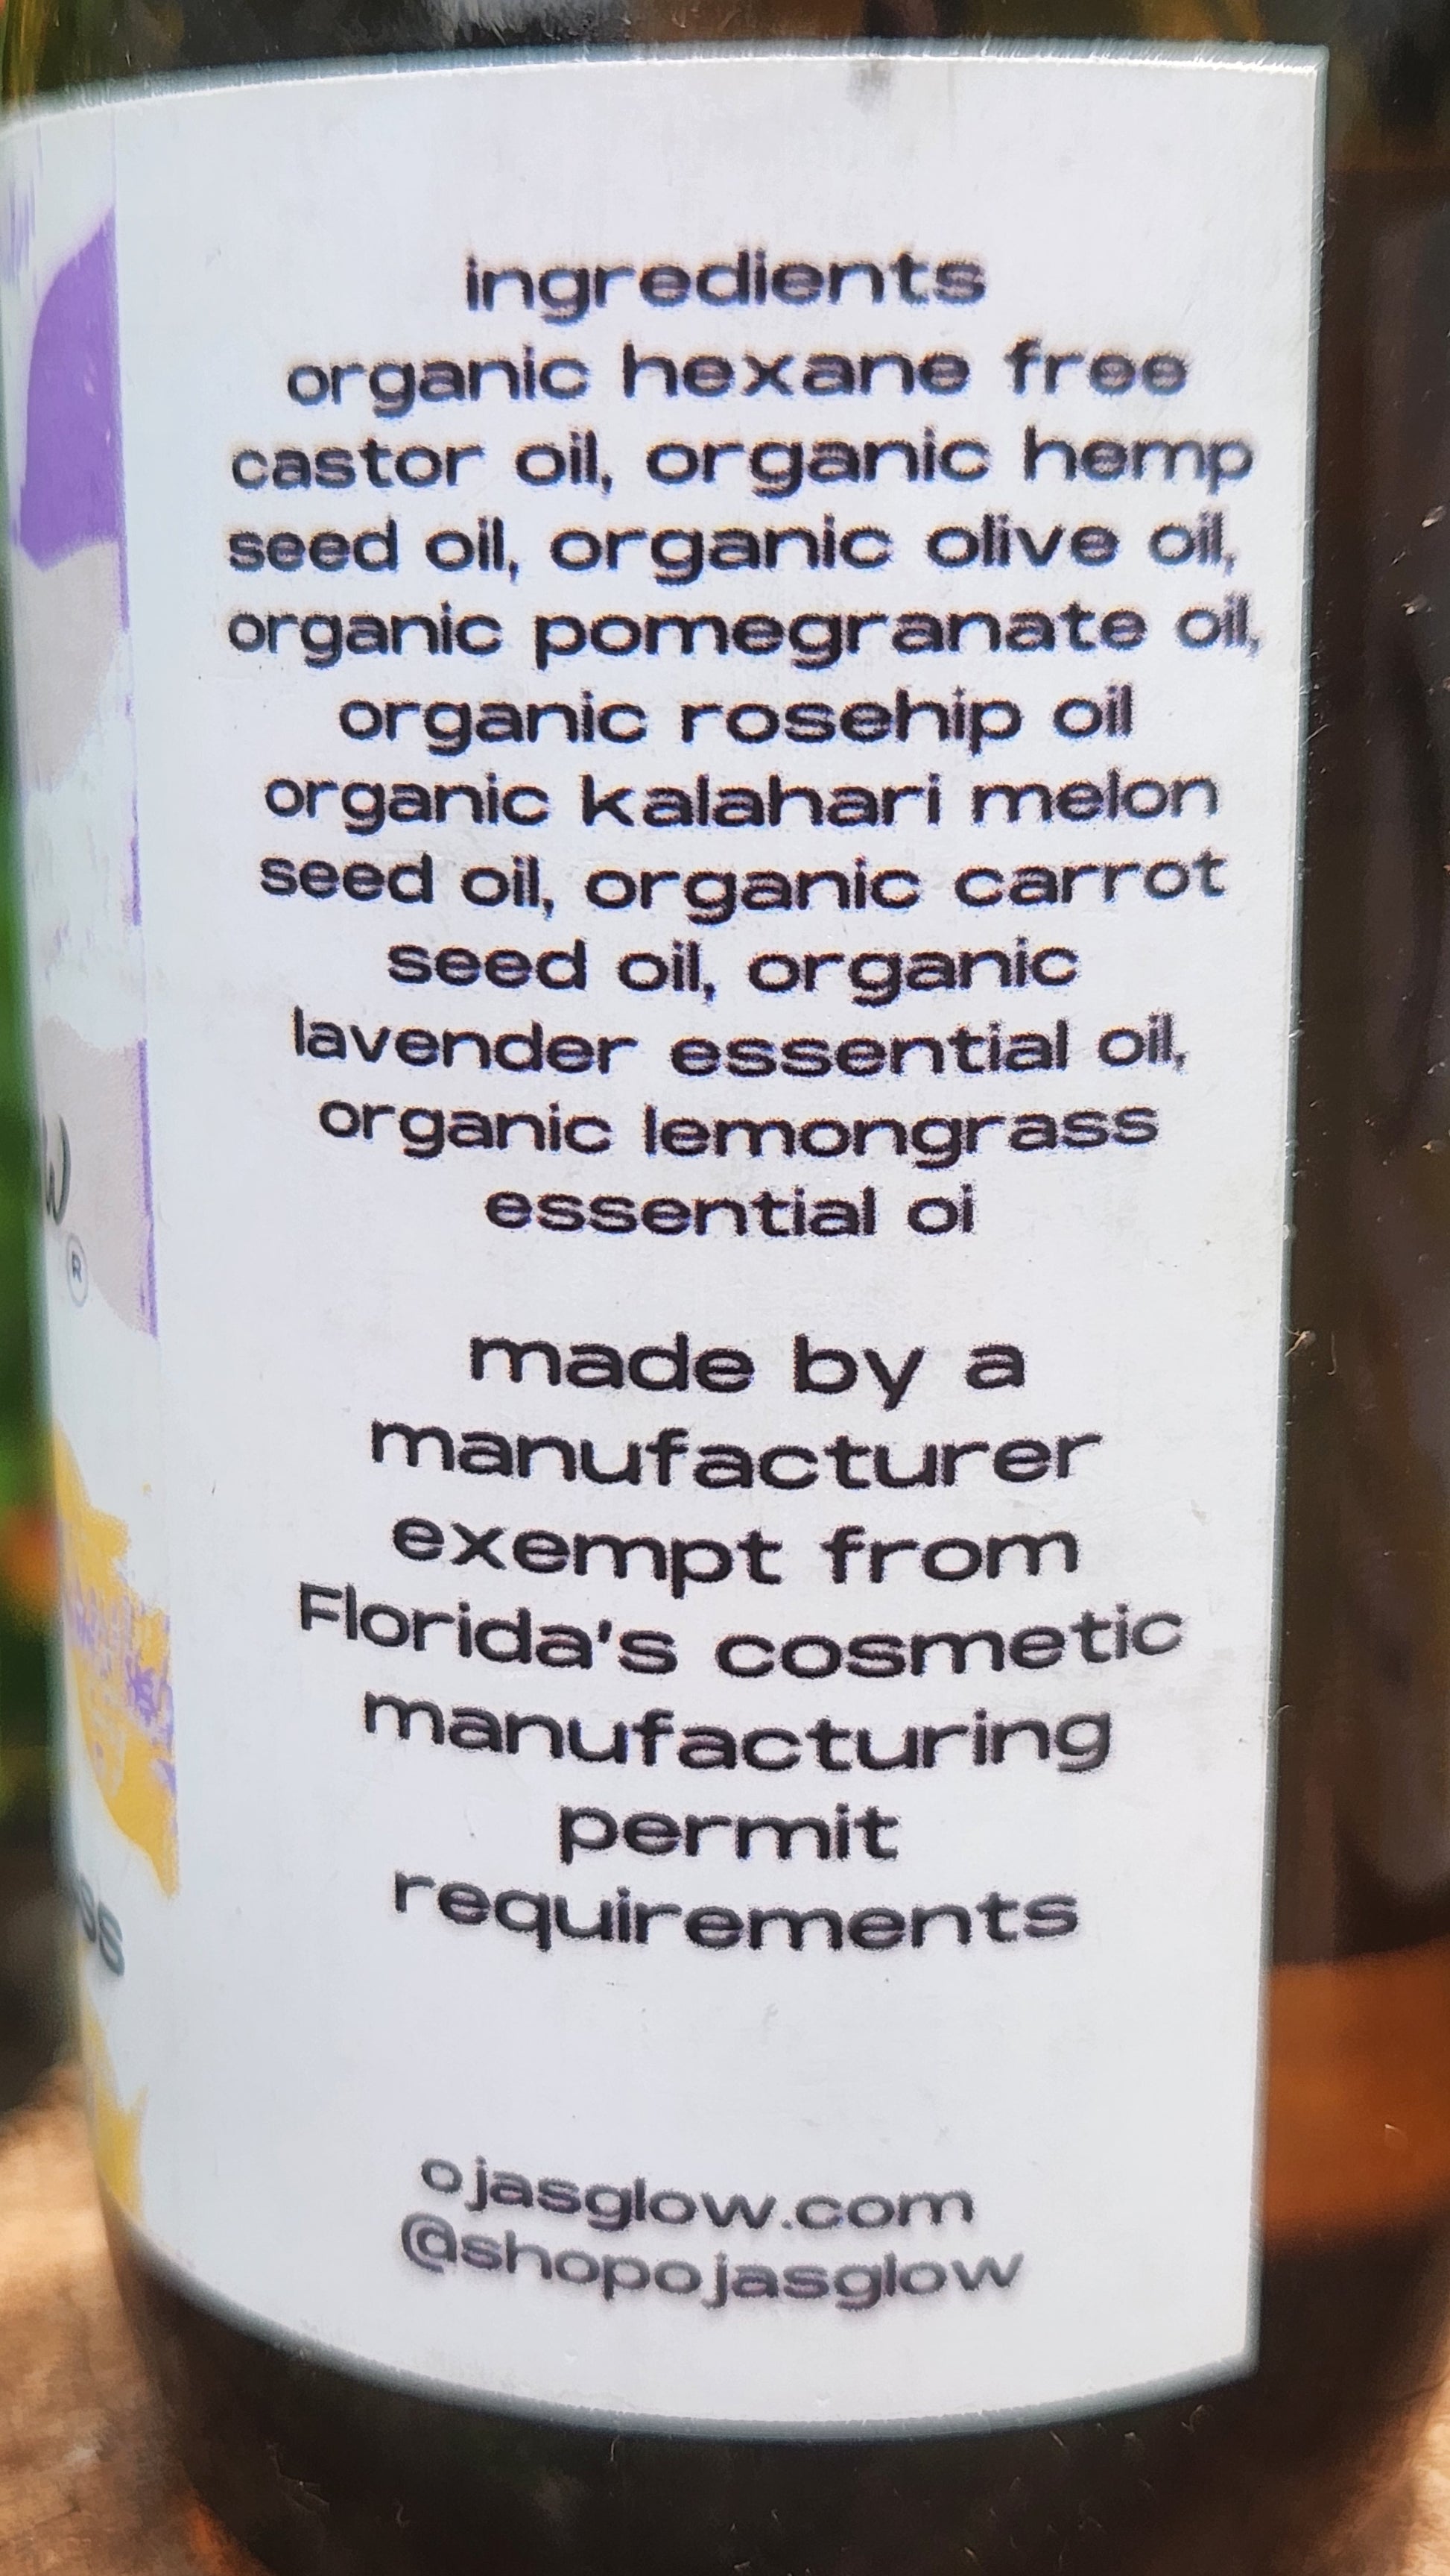 ingredients
organic hexane free
castor oil, organic hemp
seed oil, organic olive oil,
organic pomegranate oil,
organic rosehip oil
organic kalahari melon
seed oil, organic carrot
seed oil, organic
lavender essential oil,
organic lemongrass
essential oi
made by a
manufacturer
exempt from
Florida's cosmetic
manufacturing
permit
requirements
ojasglow.com
@shopojasglow